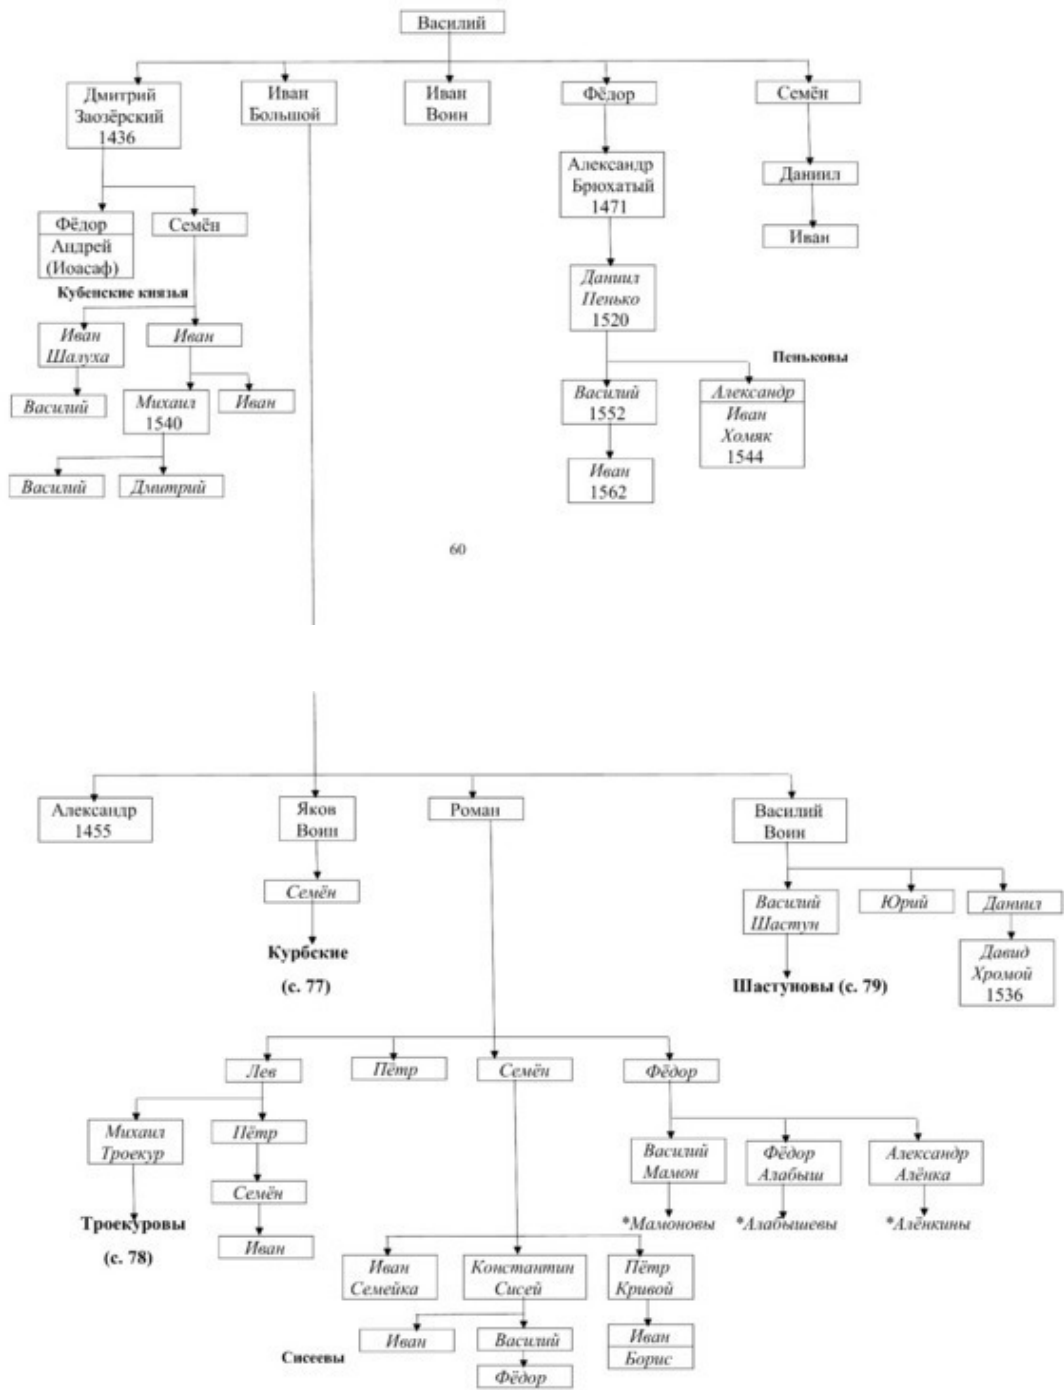 Василий
Дмитрий
Заозёрский
1436
Иван
Большой
Иван
Воин
Фёдор
Семён
Александр
Брюхатый
1471
Даниил
Иван
Фёдор
Андрей
(Иоасаф)
Семён
Кубенские князья
Даниил
Пенько
1520
Иван
Шалуха
Иван
Пеньковы
Василий
Михаил
1540
Иван
Василий
1552
Александр
Иван
Хомяк
1544
Василий
Дмитрий
Иван
1562
60
Александр
1455
Яков
Воин
Роман
Василий
Воин
Семён
Василий
Шастун
Юрий
Даниил
Курбские
(с. 77)
Давид
Хромой
1536
Шастуновы (с. 79)
Лев
Пётр
Семён
Фёдор
Михаил
Троекур
Пётр
Василий
Мамон
Фёдор
Алабыш
Александр
Алёнка
Семён
Троекуровы
(с. 78)
*Мамоновы
*Алабышевы
*Алёнкины
Иван
Иван
Семейка
Константин
Сисей
Пётр
Кривой
Иван
Василий
Иван
Борис
Сисеевы
Фёдор